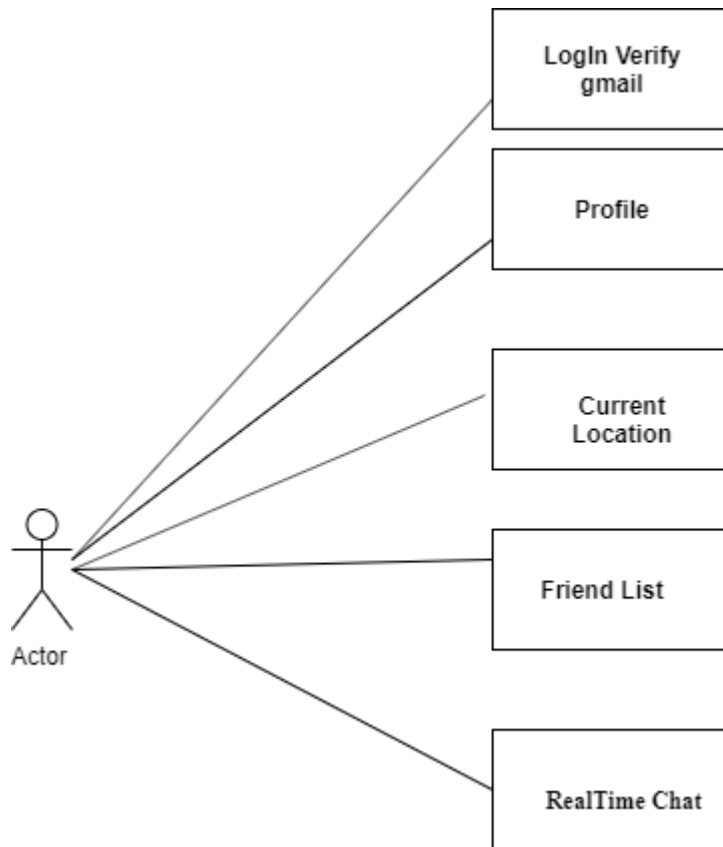 LogIn Verify
gmail
Profile
Current
Location
Friend List
Actor
RealTime Chat